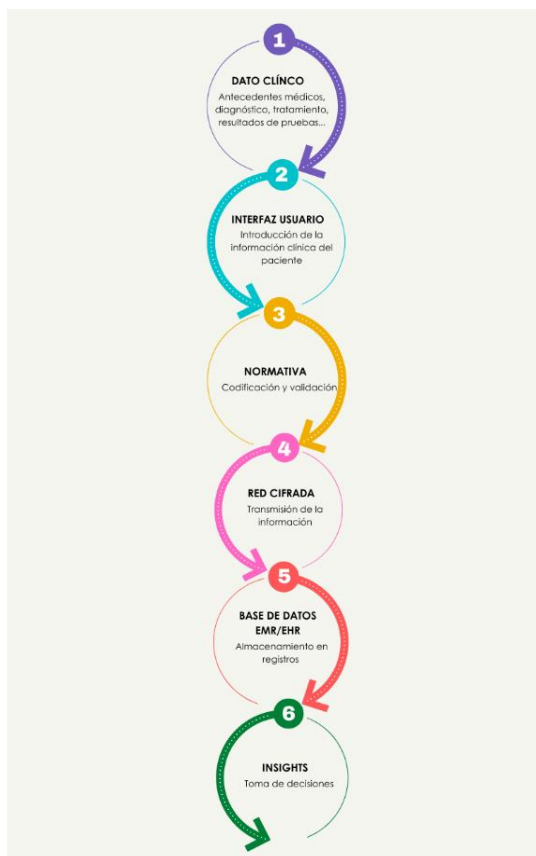 1
DATO CLÍNCO
Antecedentes médicos,
diagnóstico, tratamiento,
resultados de pruebas...
2
INTERFAZ USUARIO
Introducción de la
información clínica del
paciente
3
NORMATIVA
Codificación y validación
4
RED CIFRADA
Transmisión de la
información
5
BASE DE DATOS
EMR/EHR
Almacenamiento en
registros
6
INSIGHTS
Toma de decisiones